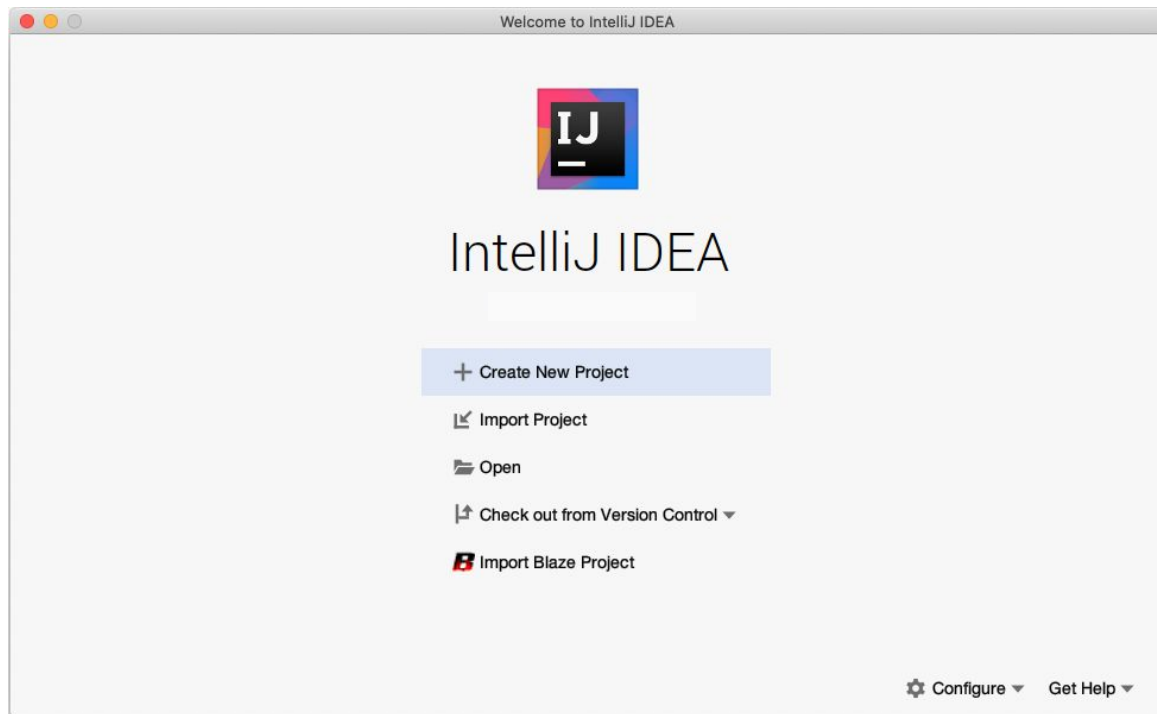 Welcome to IntelliJ IDEA
IJ
IntelliJ IDEA
Create New Project
Import Project
Open
Check out from Version Control
Import Blaze Project
Configure Get Help